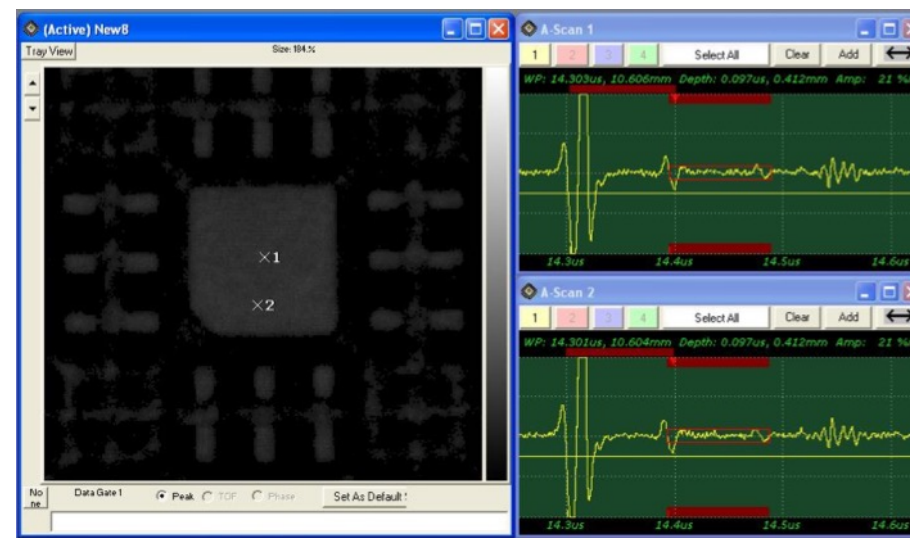 (Active) New8
Tray View
Size: 184.%
×1
×2
No
ne
Data Gate 1
Peak
TOF
Phase
Set As Default
A-Scan 1
1 2 3 4 Select All Clear Add
WP: 14.303us, 10.606mm Depth: 0.097us, 0.412mm Amp: 21 %
14.3us 14.4us 14.5us 14.6us
A-Scan 2
1 2 3 4 Select All Clear Add
WP: 14.301us, 10.604mm Depth: 0.097us, 0.412mm Amp: 21 %
14.3us 14.4us 14.5us 14.6us